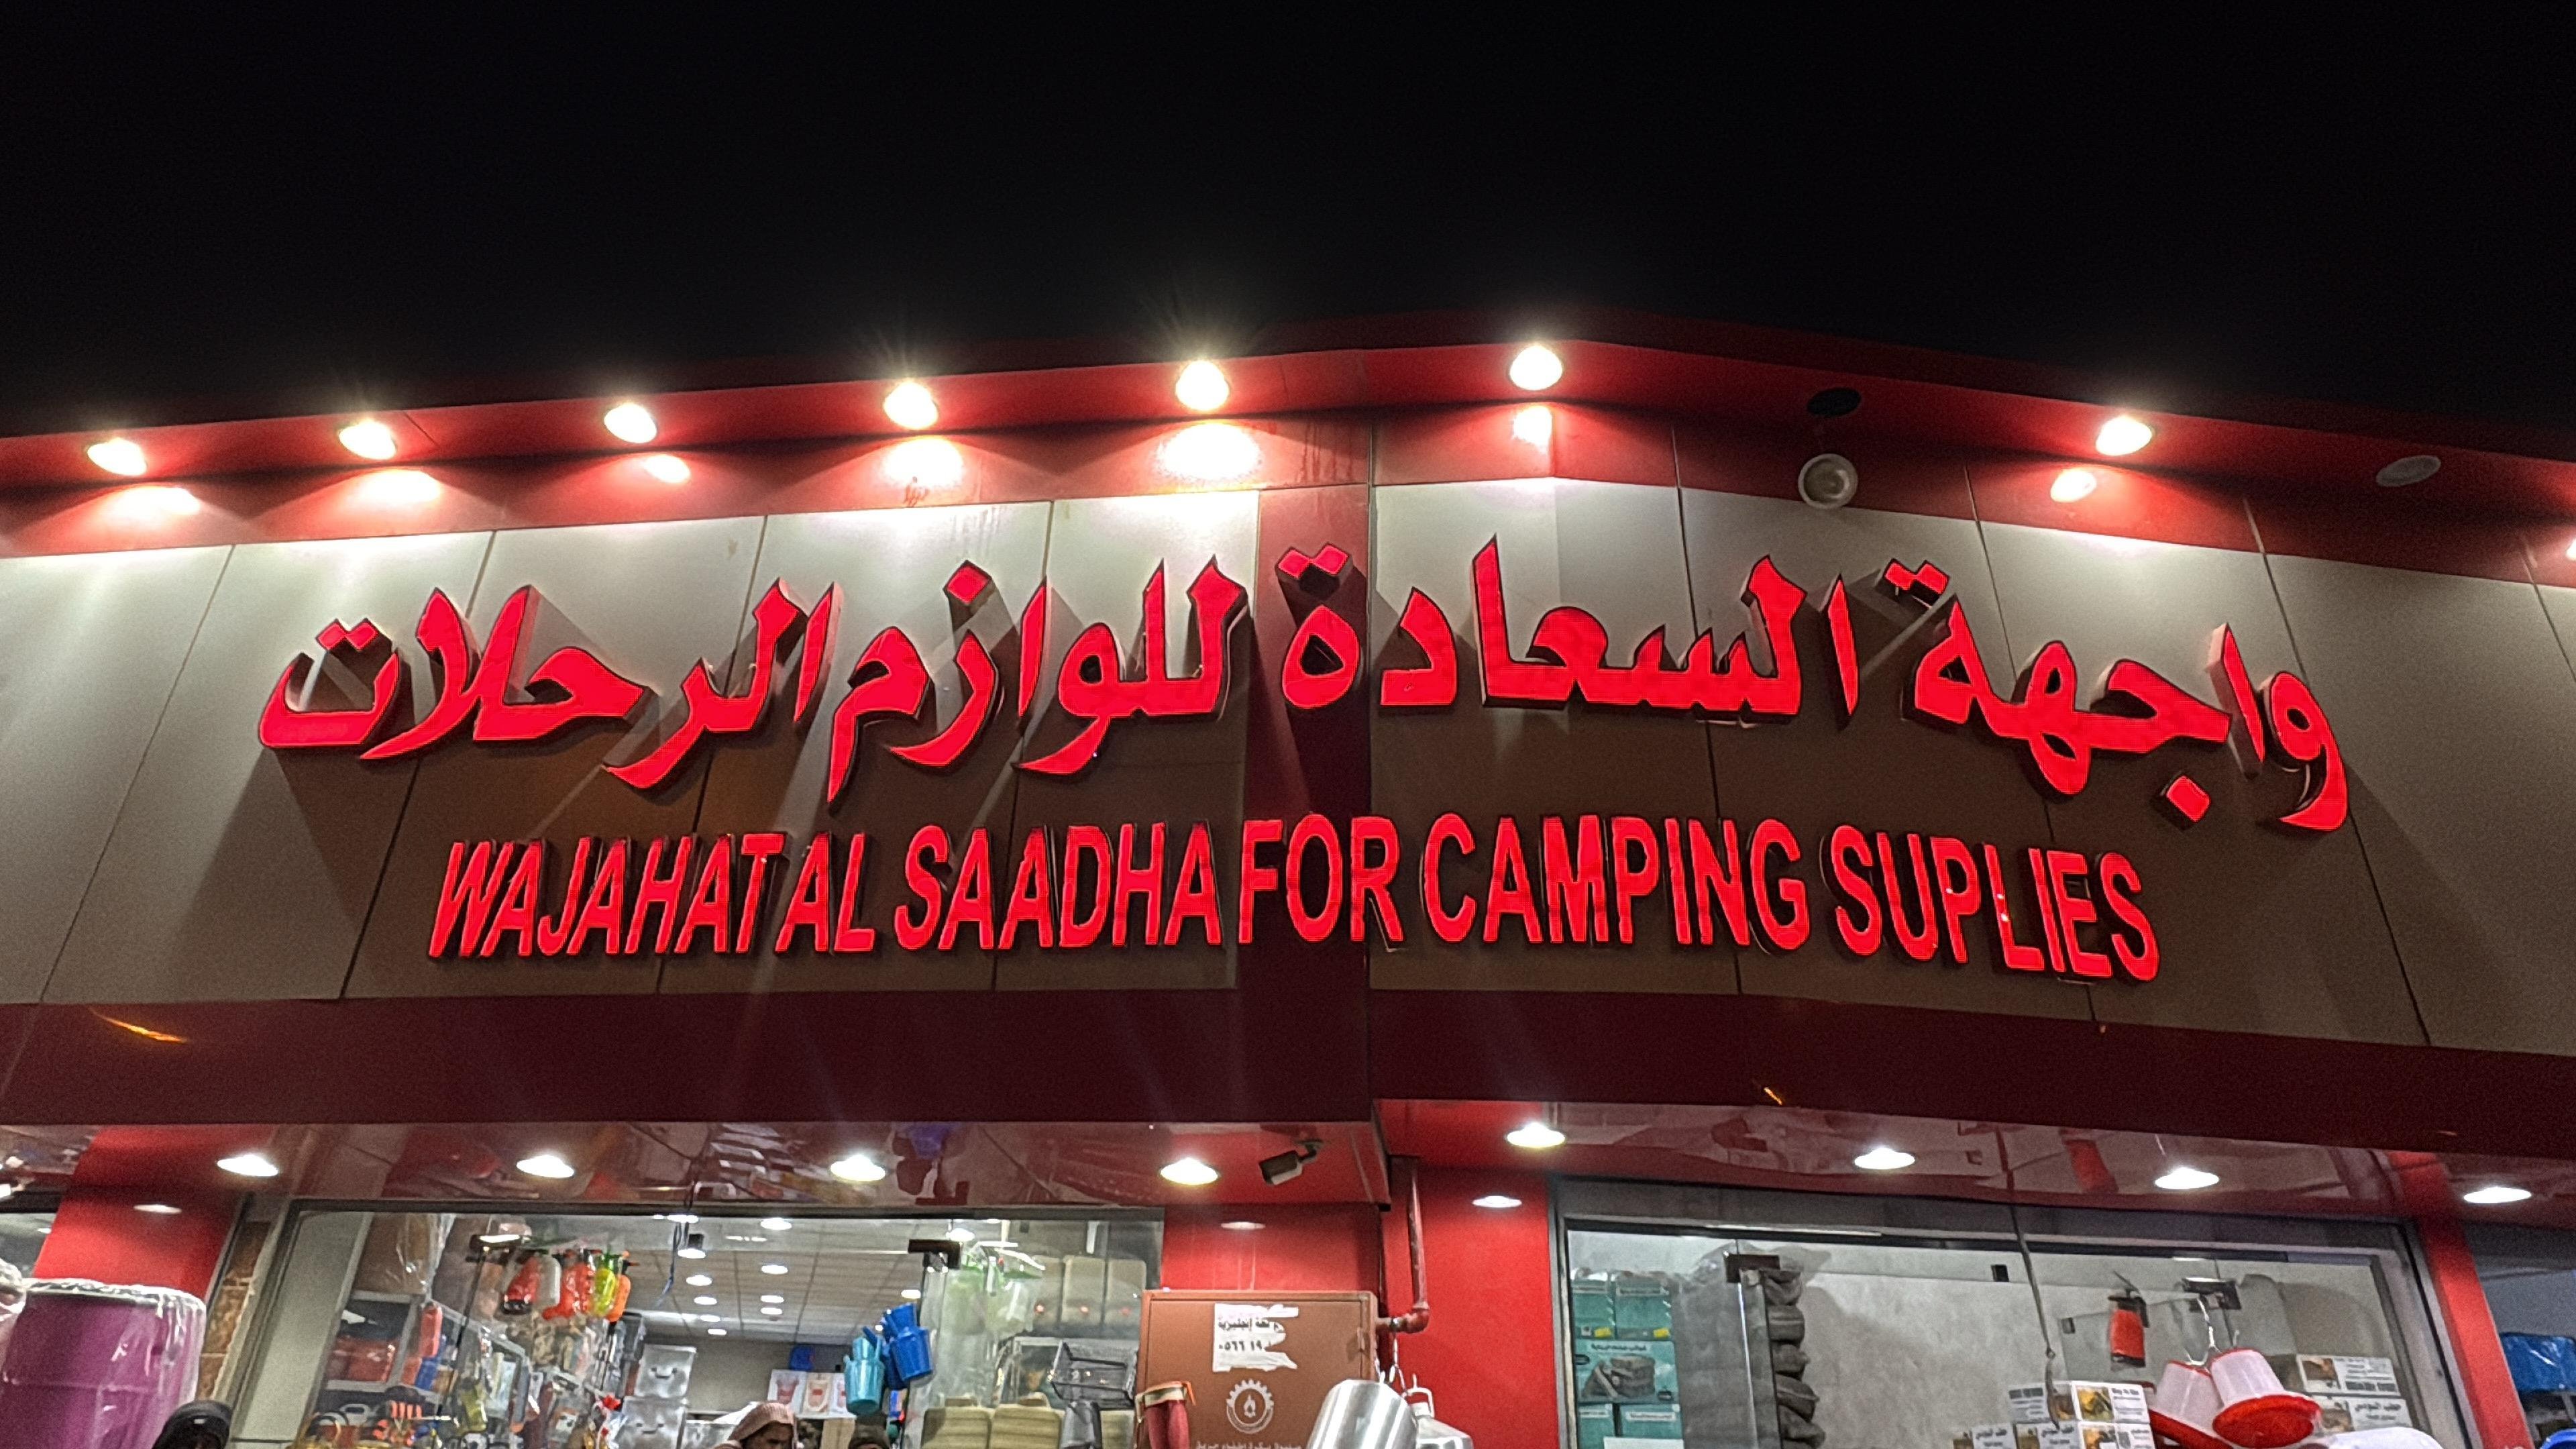 واجهة السعادة للوازم الرحلات
WAJAHAT AL SAADHA FOR CAMPING SUPLIES